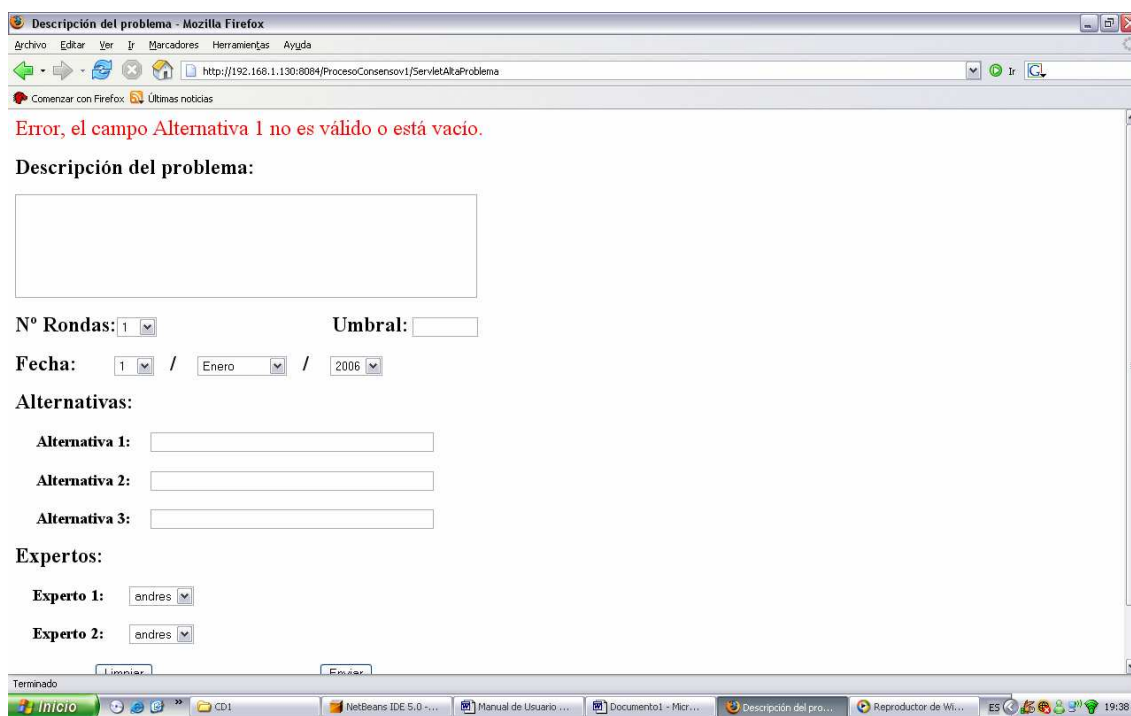 Descripción del problema - Mozilla Firefox
Archivo Editar Ver Ir Marcadores Herramientas Ayuda
http://192.168.1.130:8084/ProcesoConsensov1/ServletAltaProblema Ir
Comenzar con Firefox Últimas noticias
Error, el campo Alternativa 1 no es válido o está vacío.
Descripción del problema:
Nº Rondas: 1 Umbral:
Fecha: 1 / Enero / 2006
Alternativas:
Alternativa 1:
Alternativa 2:
Alternativa 3:
Expertos:
Experto 1: andres
Experto 2: andres
Limpiar Enviar
Terminado
Inicio » CD1 NetBeans IDE 5.0 -... Manual de Usuario ... Documento1 - Micr... Descripción del pro... Reproductor de Wi... ES 19:38